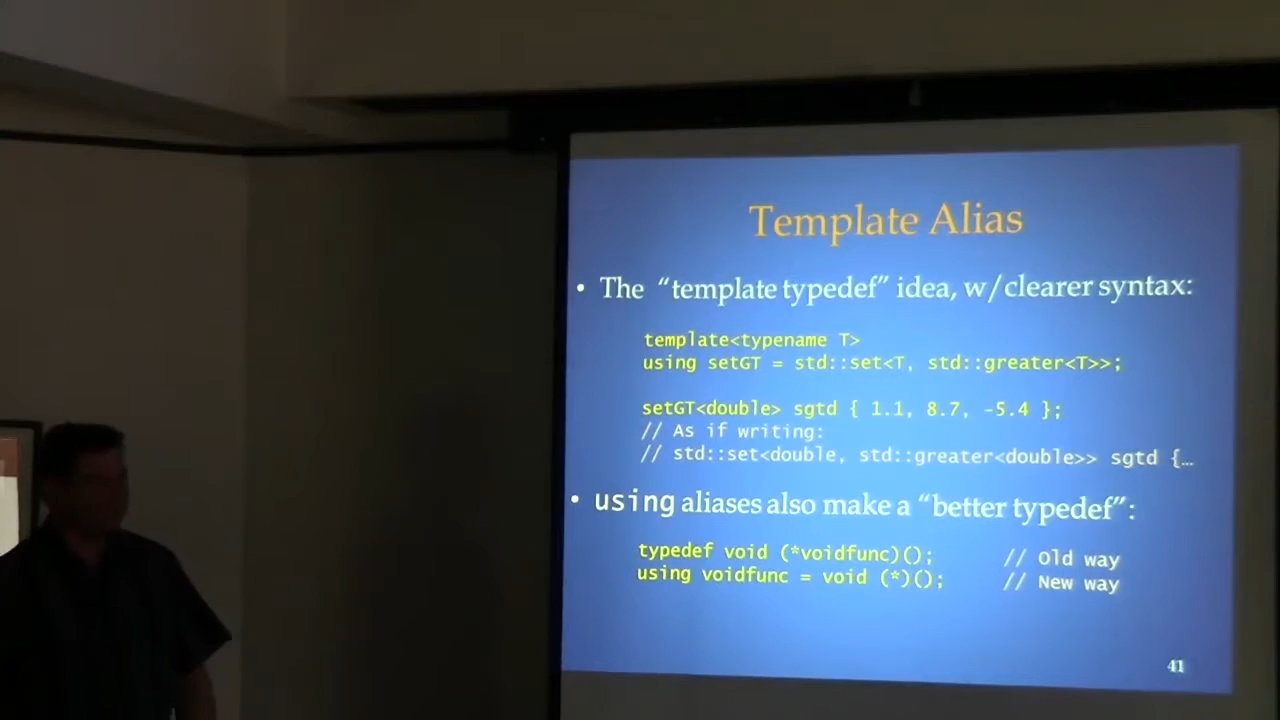 Template Alias
• The “template typedef” idea, w/clearer syntax:
template<typename T>
using setGT = std::set<T, std::greater<T>>;
setGT<double> sgtd { 1.1, 8.7, -5.4 };
// As if writing:
// std::set<double, std::greater<double>> sgtd {…
• using aliases also make a “better typedef”:
typedef void (*voidfunc)(); // Old way
using voidfunc = void (*)(); // New way
41